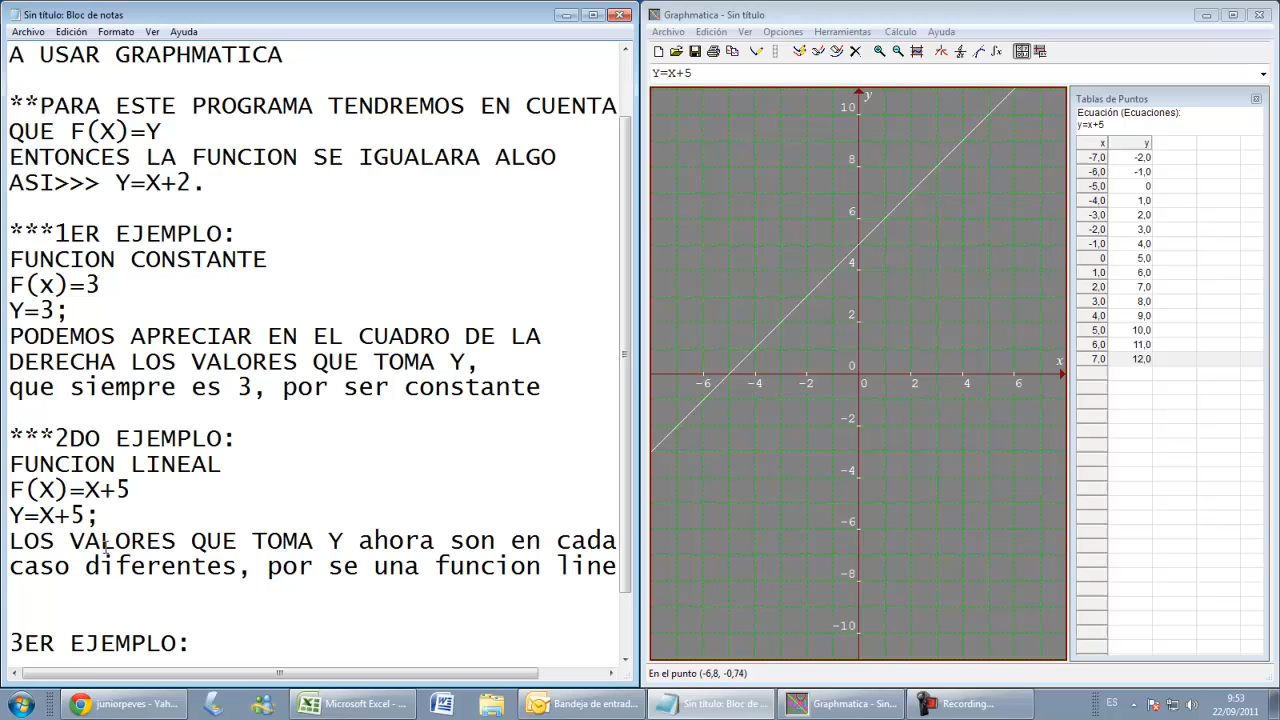 Sin título: Bloc de notas
Archivo Edición Formato Ver Ayuda
A USAR GRAPHMATICA
**PARA ESTE PROGRAMA TENDREMOS EN CUENTA
QUE F(X)=Y
ENTONCES LA FUNCION SE IGUALARA ALGO
ASI>>> Y=X+2.
***1ER EJEMPLO:
FUNCION CONSTANTE
F(x)=3
Y=3;
PODEMOS APRECIAR EN EL CUADRO DE LA
DERECHA LOS VALORES QUE TOMA Y,
que siempre es 3, por ser constante
***2DO EJEMPLO:
FUNCION LINEAL
F(X)=X+5
Y=X+5;
LOS VALORES QUE TOMA Y ahora son en cada
caso diferentes, por se una funcion line
3ER EJEMPLO:
Graphmatica - Sin título
Archivo Edición Ver Opciones Herramientas Cálculo Ayuda
Y=X+5
y
10
8
6
4
2
0
x
-6 -4 -2 0 2 4 6
-2
-4
-6
-8
-10
Tablas de Puntos
Ecuación (Ecuaciones):
y=x+5
x y
-7,0 -2,0
-6,0 -1,0
-5,0 0
-4,0 1,0
-3,0 2,0
-2,0 3,0
-1,0 4,0
0 5,0
1,0 6,0
2,0 7,0
3,0 8,0
4,0 9,0
5,0 10,0
6,0 11,0
7,0 12,0
En el punto (-6,8, -0,74)
juniorpeves - Yah... Microsoft Excel - ... Bandeja de entrad... Sin título: Bloc de ... Graphmatica - Sin... Recording... ES 9:53
22/09/2011